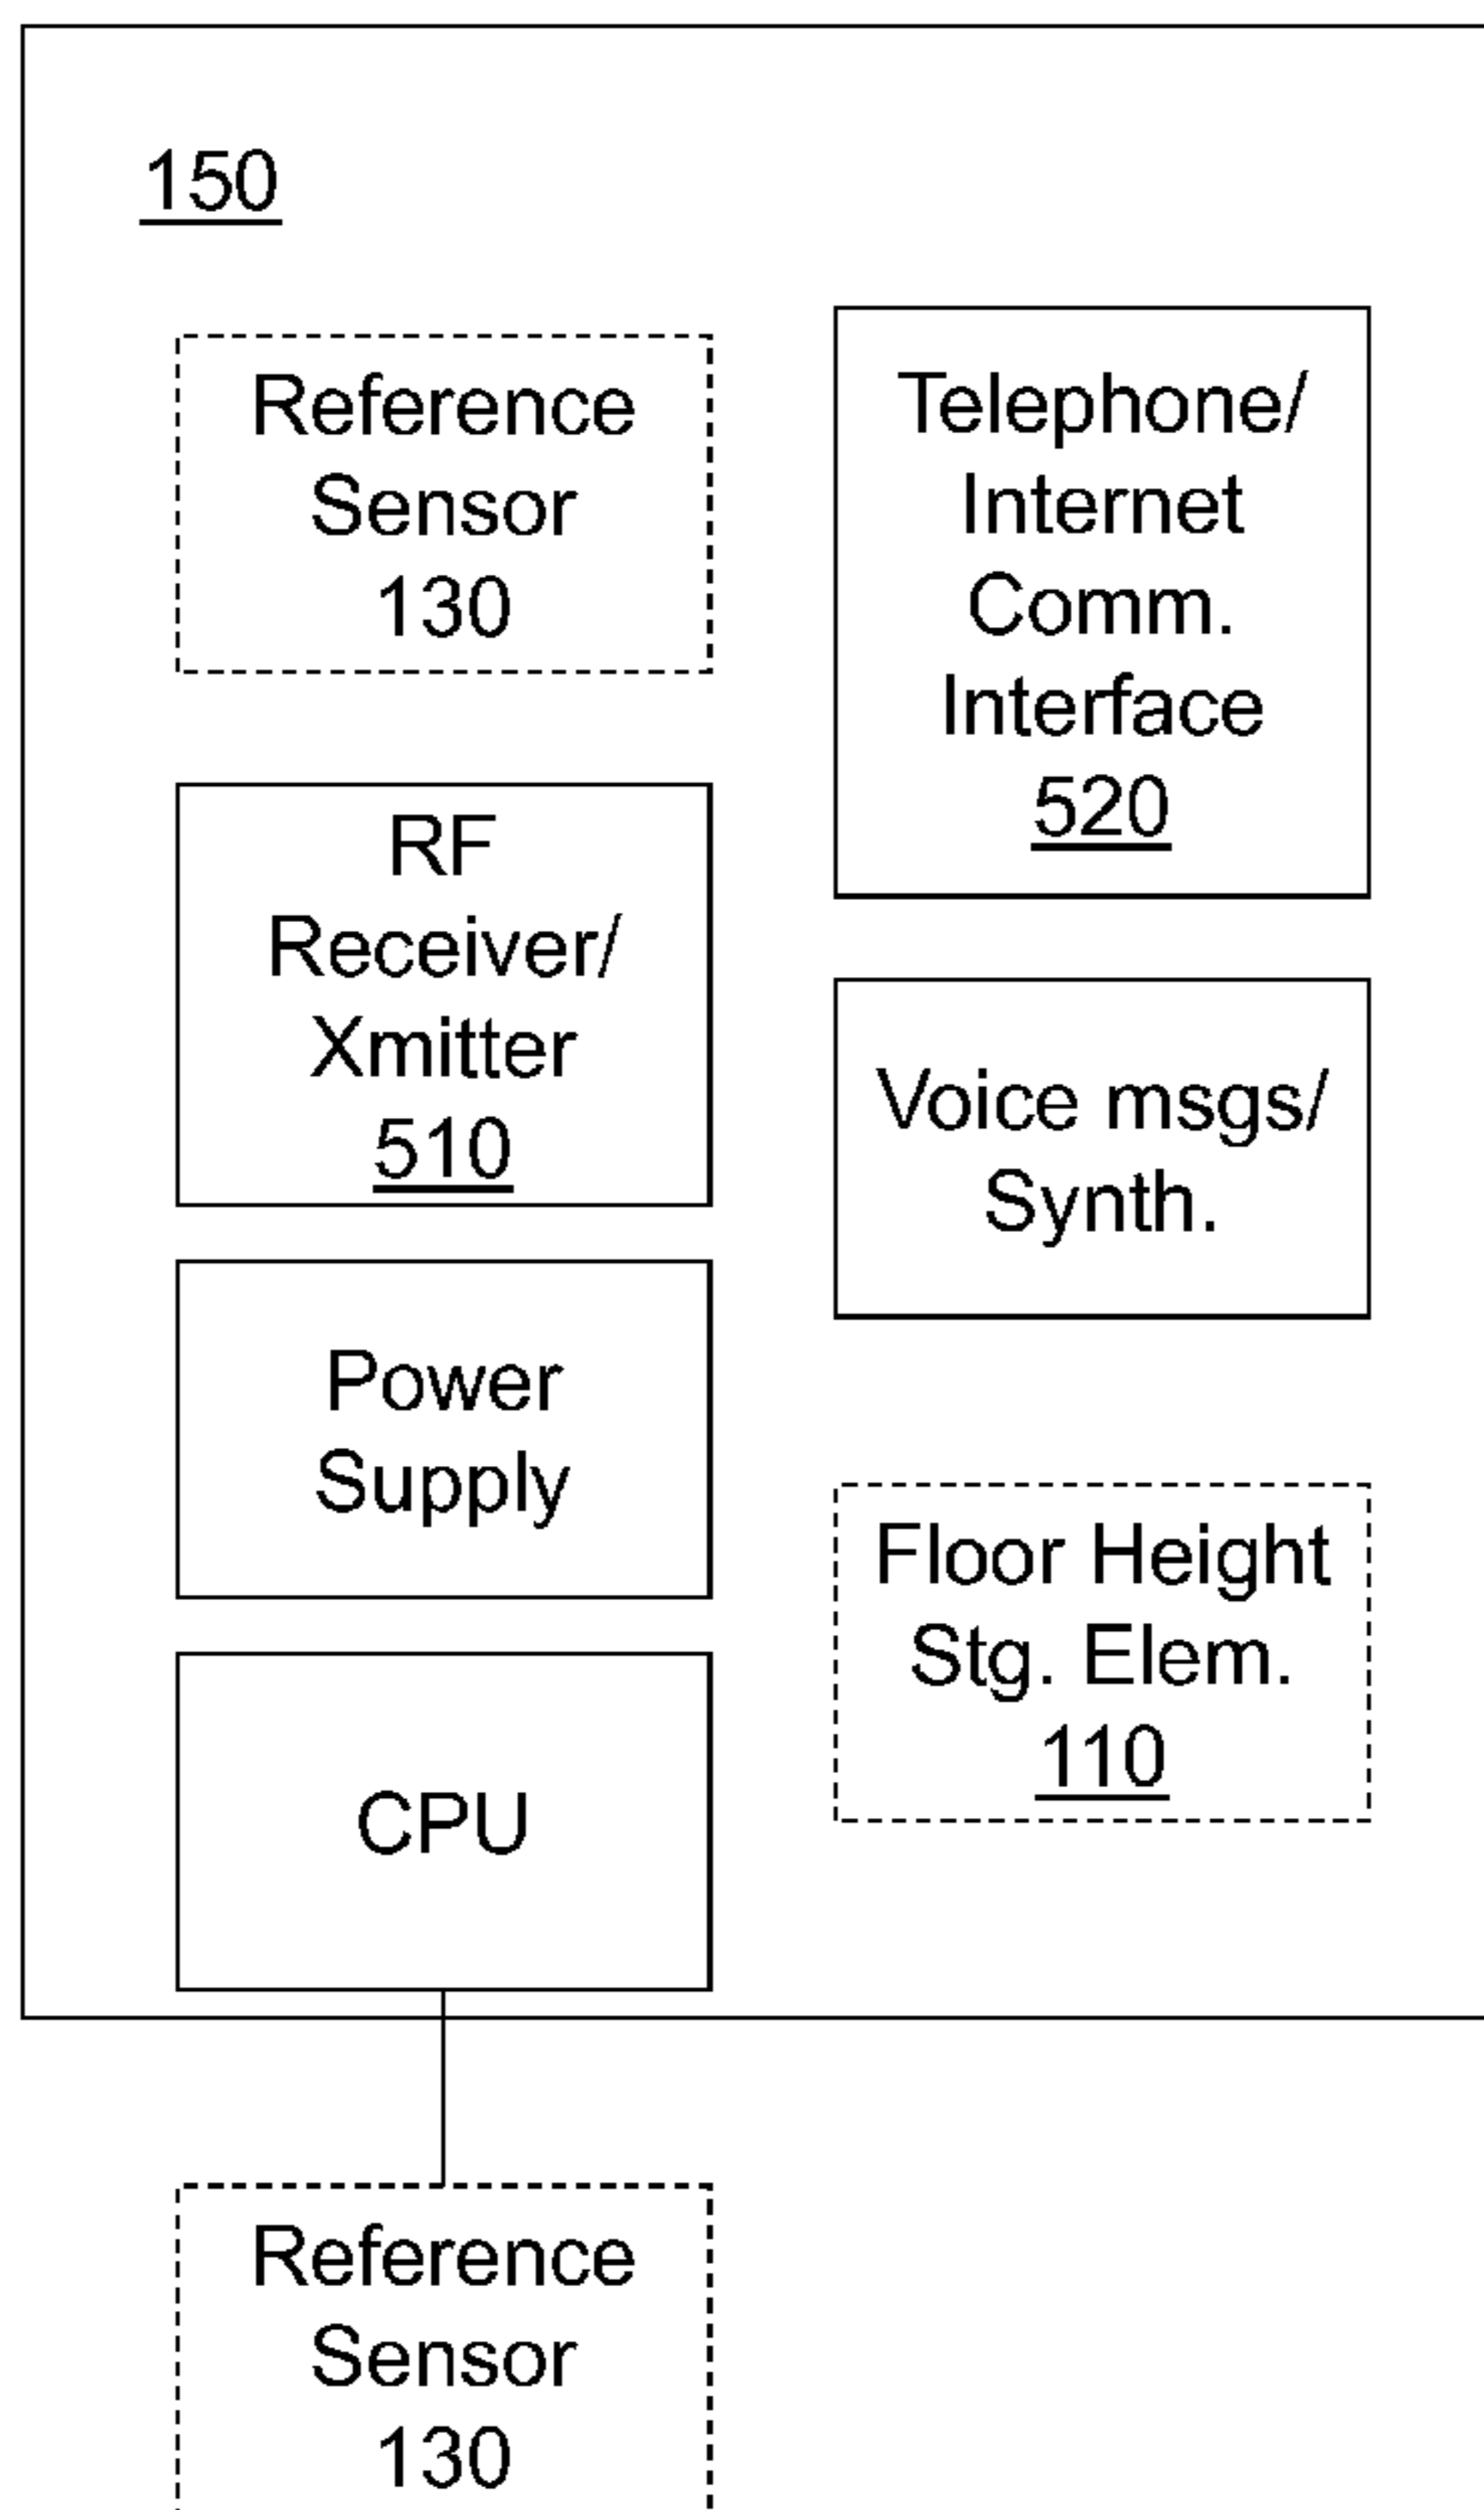 150
Reference
Sensor
130
RF
Receiver/
Xmitter
510
Power
Supply
CPU
Telephone/
Internet
Comm.
Interface
520
Voice msgs/
Synth.
Floor Height
Stg. Elem.
110
Reference
Sensor
130